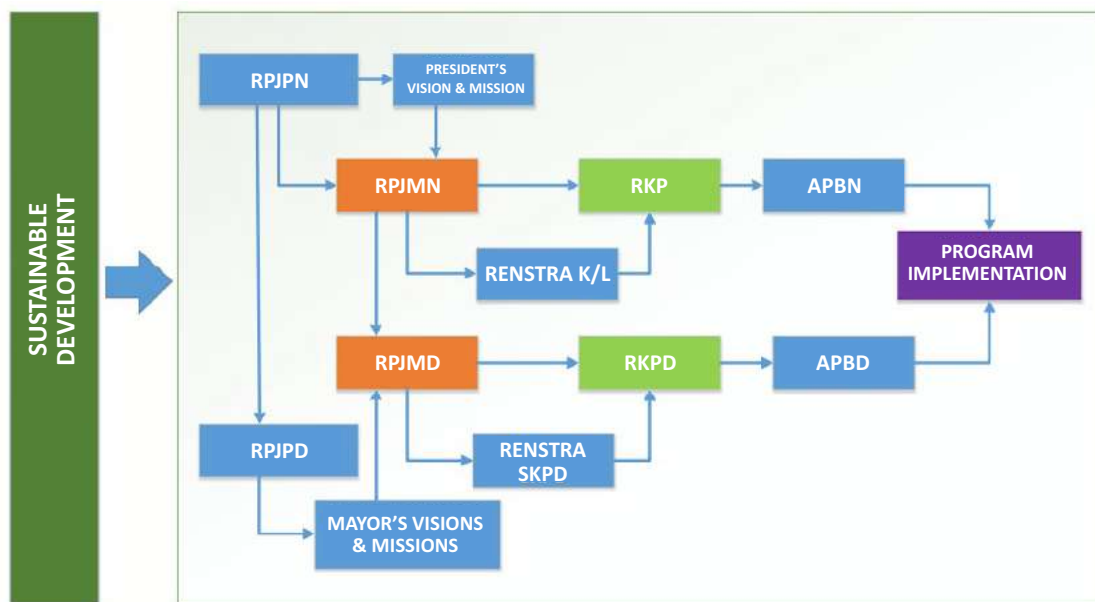 SUSTAINABLE
DEVELOPMENT
RPJPN
PRESIDENT’S
VISION & MISSION
RPJMN
RKP
APBN
RENSTRA K/L
PROGRAM
IMPLEMENTATION
RPJMD
RKPD
APBD
RPJPD
RENSTRA
SKPD
MAYOR’S VISIONS
& MISSIONS